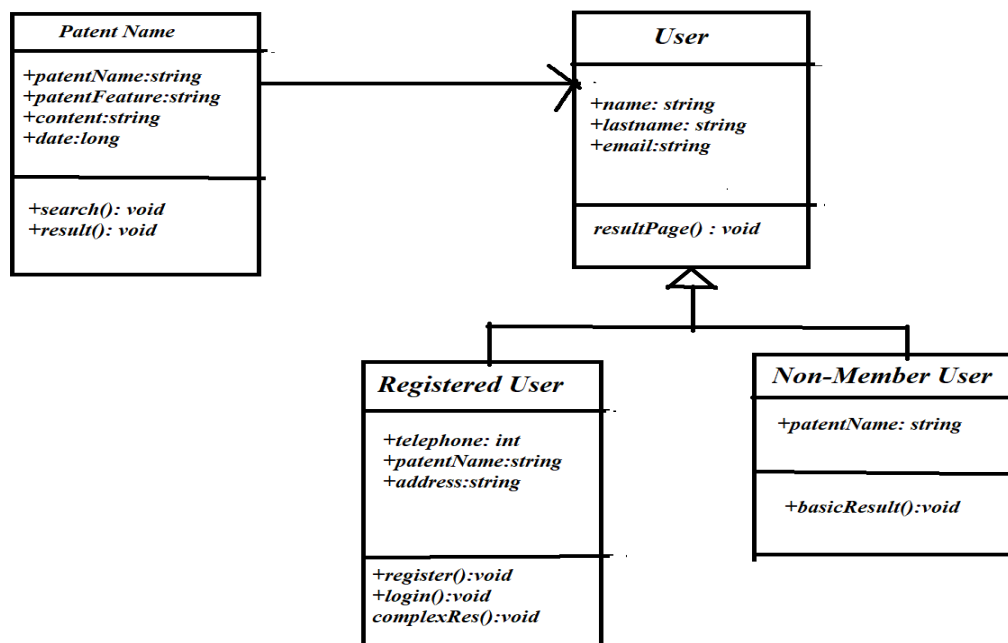 Patent Name
+patentName:string
+patentFeature:string
+content:string
+date:long
+search(): void
+result(): void
User
+name: string
+lastname: string
+email:string
resultPage() : void
Registered User
+telephone: int
+patentName:string
+address:string
+register():void
+login():void
complexRes():void
Non-Member User
+patentName: string
+basicResult():void